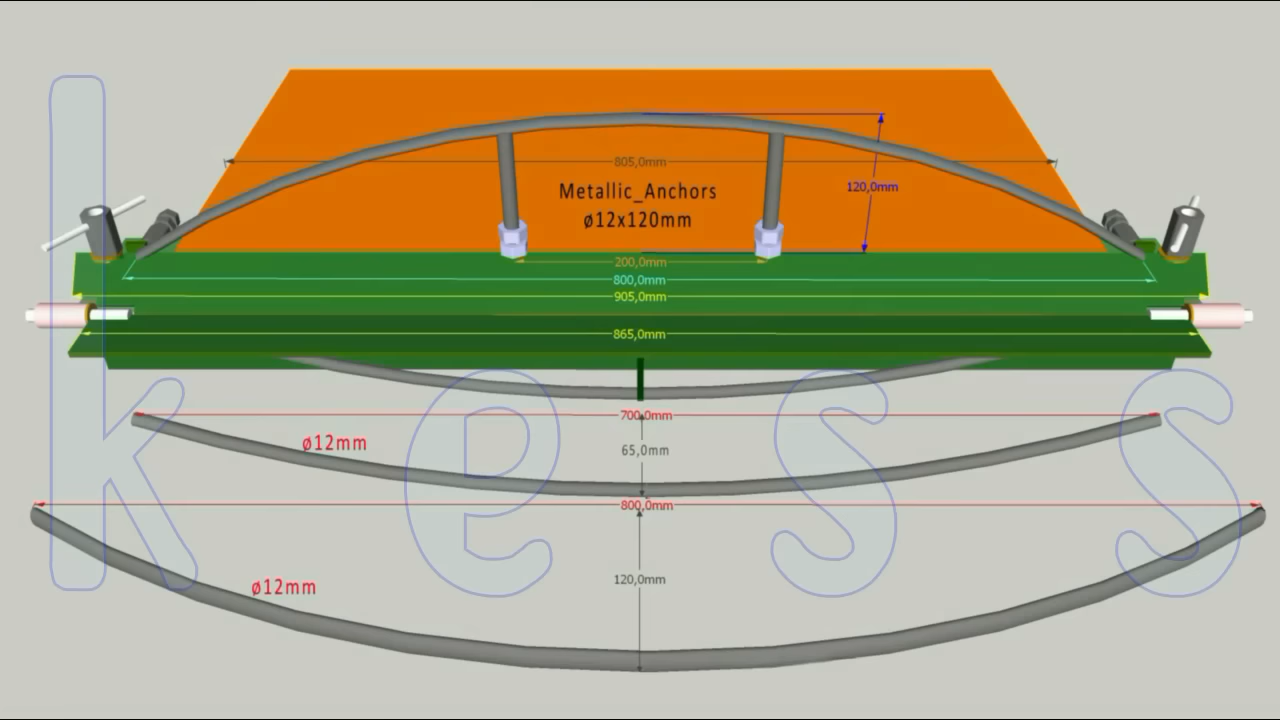 805,0mm
Metallic_Anchors
ø12x120mm
120,0mm
200,0mm
800,0mm
905,0mm
865,0mm
700,0mm
ø12mm
65,0mm
800,0mm
ø12mm
120,0mm
kess